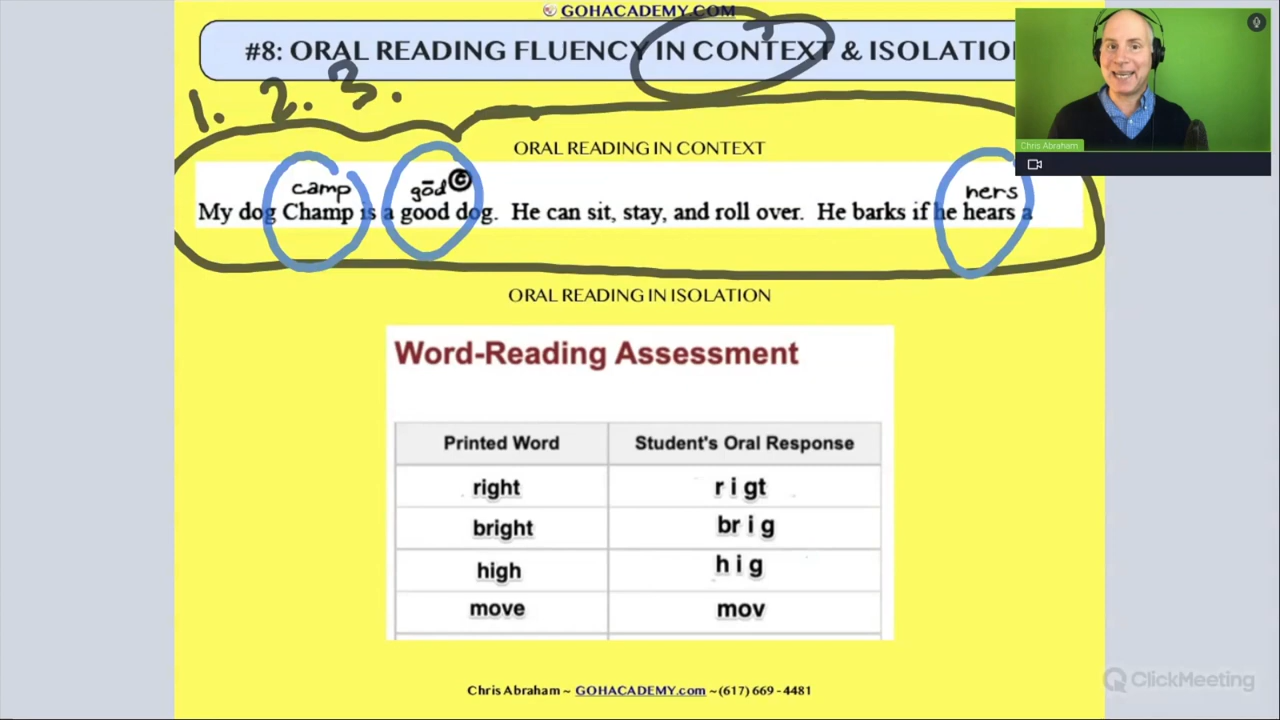 GOHACADEMY.COM
#8: ORAL READING FLUENCY IN CONTEXT & ISOLATION
1. 2. 3.
ORAL READING IN CONTEXT
camp gōd © hers
My dog Champ is a good dog. He can sit, stay, and roll over. He barks if he hears a
ORAL READING IN ISOLATION
Word-Reading Assessment
Printed Word Student's Oral Response
right r i gt
bright br i g
high h i g
move mov
Chris Abraham ~ GOHACADEMY.com ~(617) 669 - 4481
Chris Abraham
ClickMeeting